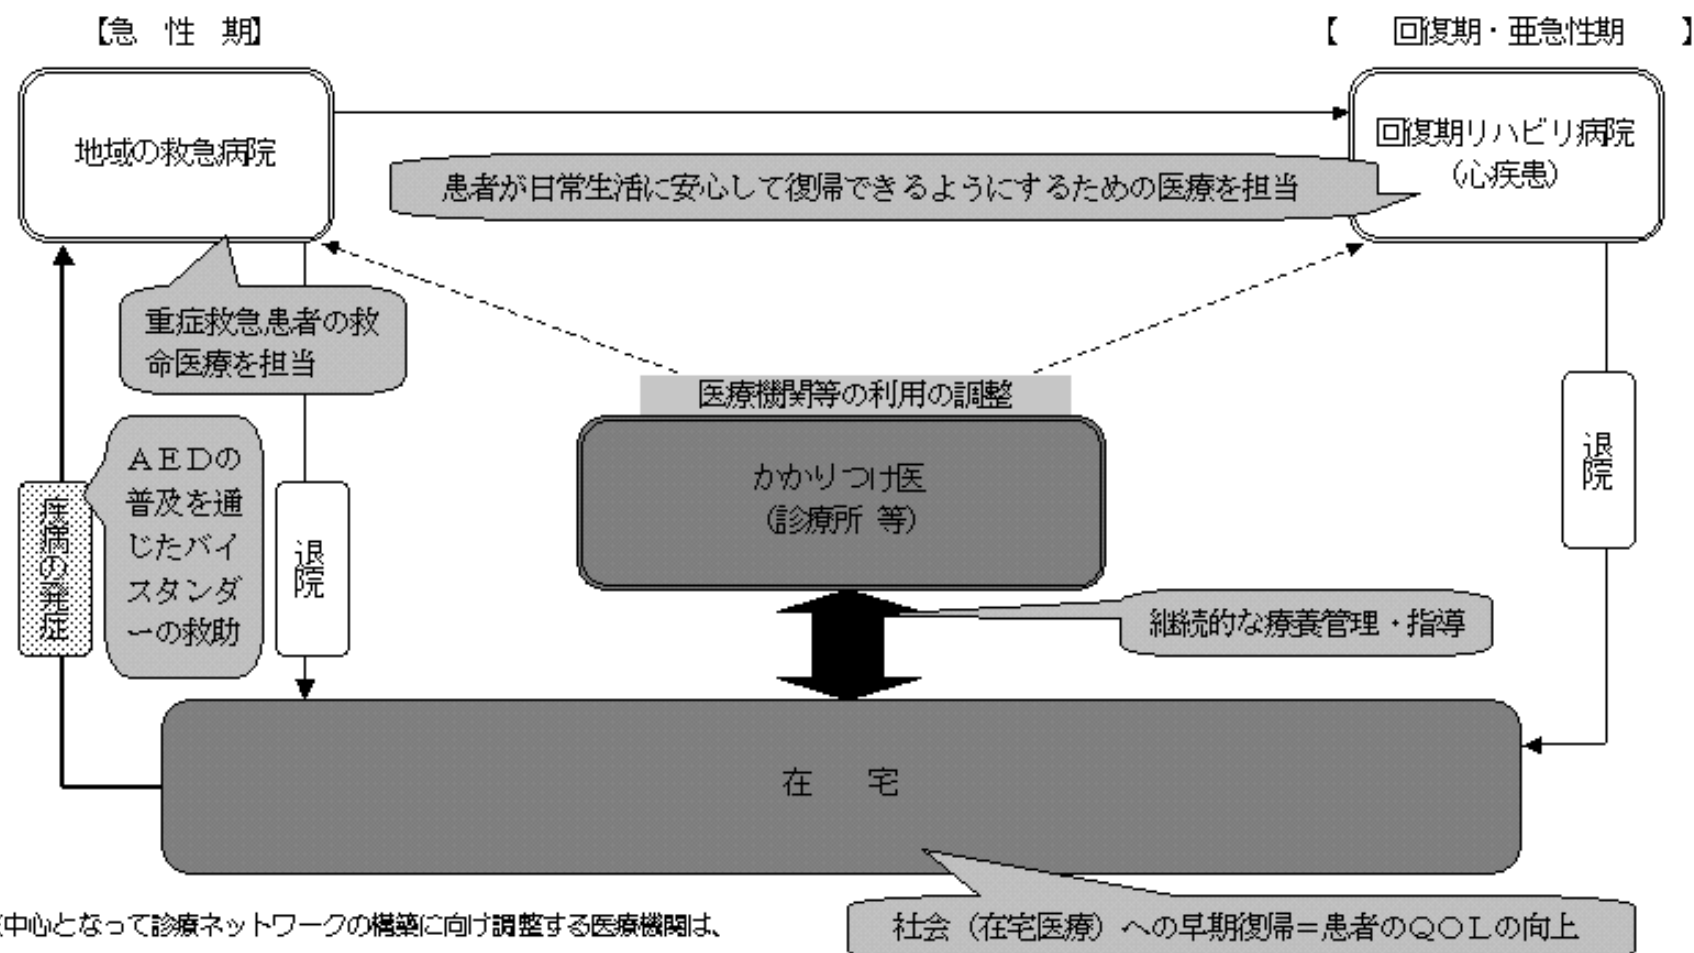 【急 性 期】
【 回復期・亜急性期 】
地域の救急病院
回復期リハビリ病院
(心疾患)
患者が日常生活に安心して復帰できるようにするための医療を担当
重症救急患者の救
命医療を担当
医療機関等の利用の調整
かかりつけ医
(診療所 等)
AEDの
普及を通
じたバイ
スタンダ
ーの救助
疾病の発症
退院
退院
継続的な療養管理・指導
在 宅
中心となって診療ネットワークの構築に向け調整する医療機関は、
社会(在宅医療)への早期復帰=患者のQOLの向上